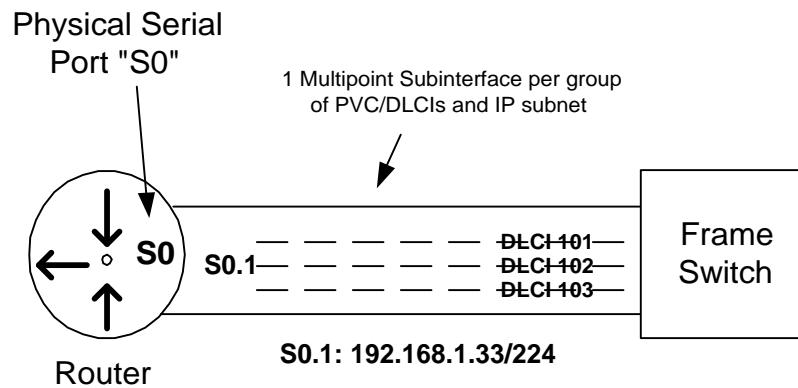 Physical Serial
Port "S0"
1 Multipoint Subinterface per group
of PVC/DLCIs and IP subnet
S0
S0.1
DLCI 101
DLCI 102
DLCI 103
Frame
Switch
S0.1: 192.168.1.33/224
Router